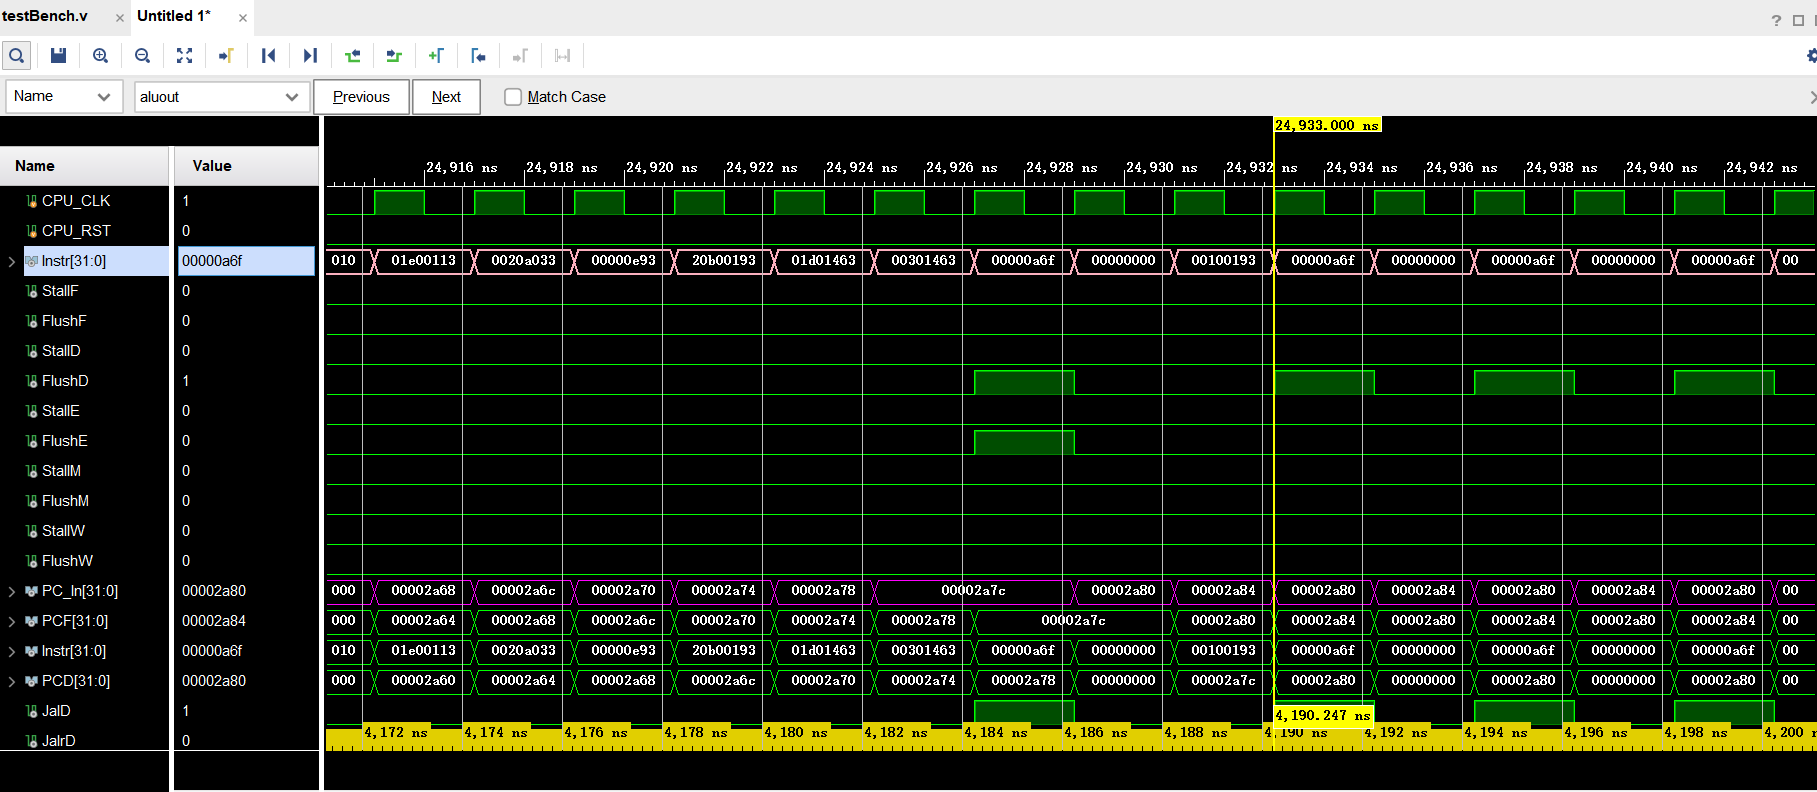 testBench.v × Untitled 1* × ?
Name aluout Previous Next Match Case
24,933.000 ns
Name Value 24,916 ns 24,918 ns 24,920 ns 24,922 ns 24,924 ns 24,926 ns 24,928 ns 24,930 ns 24,932 24,934 ns 24,936 ns 24,938 ns 24,940 ns 24,942 ns
CPU_CLK 1
CPU_RST 0
Instr[31:0] 00000a6f 010 01e00113 0020a033 00000e93 20b00193 01d01463 00301463 00000a6f 00000000 00100193 00000a6f 00000000 00000a6f 00000000 00000a6f 00
StallF 0
FlushF 0
StallD 0
FlushD 1
StallE 0
FlushE 0
StallM 0
FlushM 0
StallW 0
FlushW 0
PC_In[31:0] 00002a80 000 00002a68 00002a6c 00002a70 00002a74 00002a78 00002a7c 00002a80 00002a84 00002a80 00002a84 00002a80 00002a84 00002a80 00
PCF[31:0] 00002a84 000 00002a64 00002a68 00002a6c 00002a70 00002a74 00002a78 00002a7c 00002a80 00002a84 00002a80 00002a84 00002a80 00002a84 00
Instr[31:0] 00000a6f 010 01e00113 0020a033 00000e93 20b00193 01d01463 00301463 00000a6f 00000000 00100193 00000a6f 00000000 00000a6f 00000000 00000a6f 00
PCD[31:0] 00002a80 000 00002a60 00002a64 00002a68 00002a6c 00002a70 00002a74 00002a78 00000000 00002a7c 00002a80 00000000 00002a80 00000000 00002a80 00
JalD 1 4,190.247 ns
JalrD 0 4,172 ns 4,174 ns 4,176 ns 4,178 ns 4,180 ns 4,182 ns 4,184 ns 4,186 ns 4,188 ns 4,190 ns 4,192 ns 4,194 ns 4,196 ns 4,198 ns 4,200